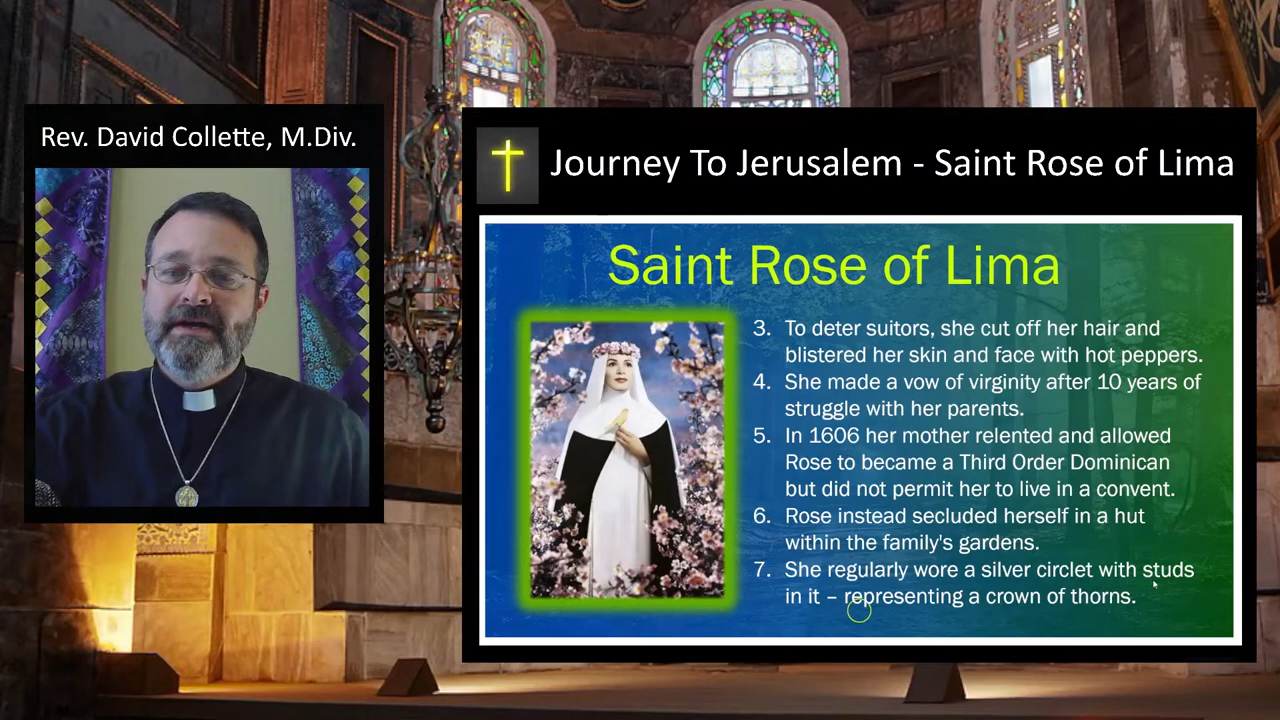 Rev. David Collette, M.Div.
Journey To Jerusalem - Saint Rose of Lima
Saint Rose of Lima
3. To deter suitors, she cut off her hair and
blistered her skin and face with hot peppers.
4. She made a vow of virginity after 10 years of
struggle with her parents.
5. In 1606 her mother relented and allowed
Rose to became a Third Order Dominican
but did not permit her to live in a convent.
6. Rose instead secluded herself in a hut
within the family's gardens.
7. She regularly wore a silver circlet with studs
in it – representing a crown of thorns.